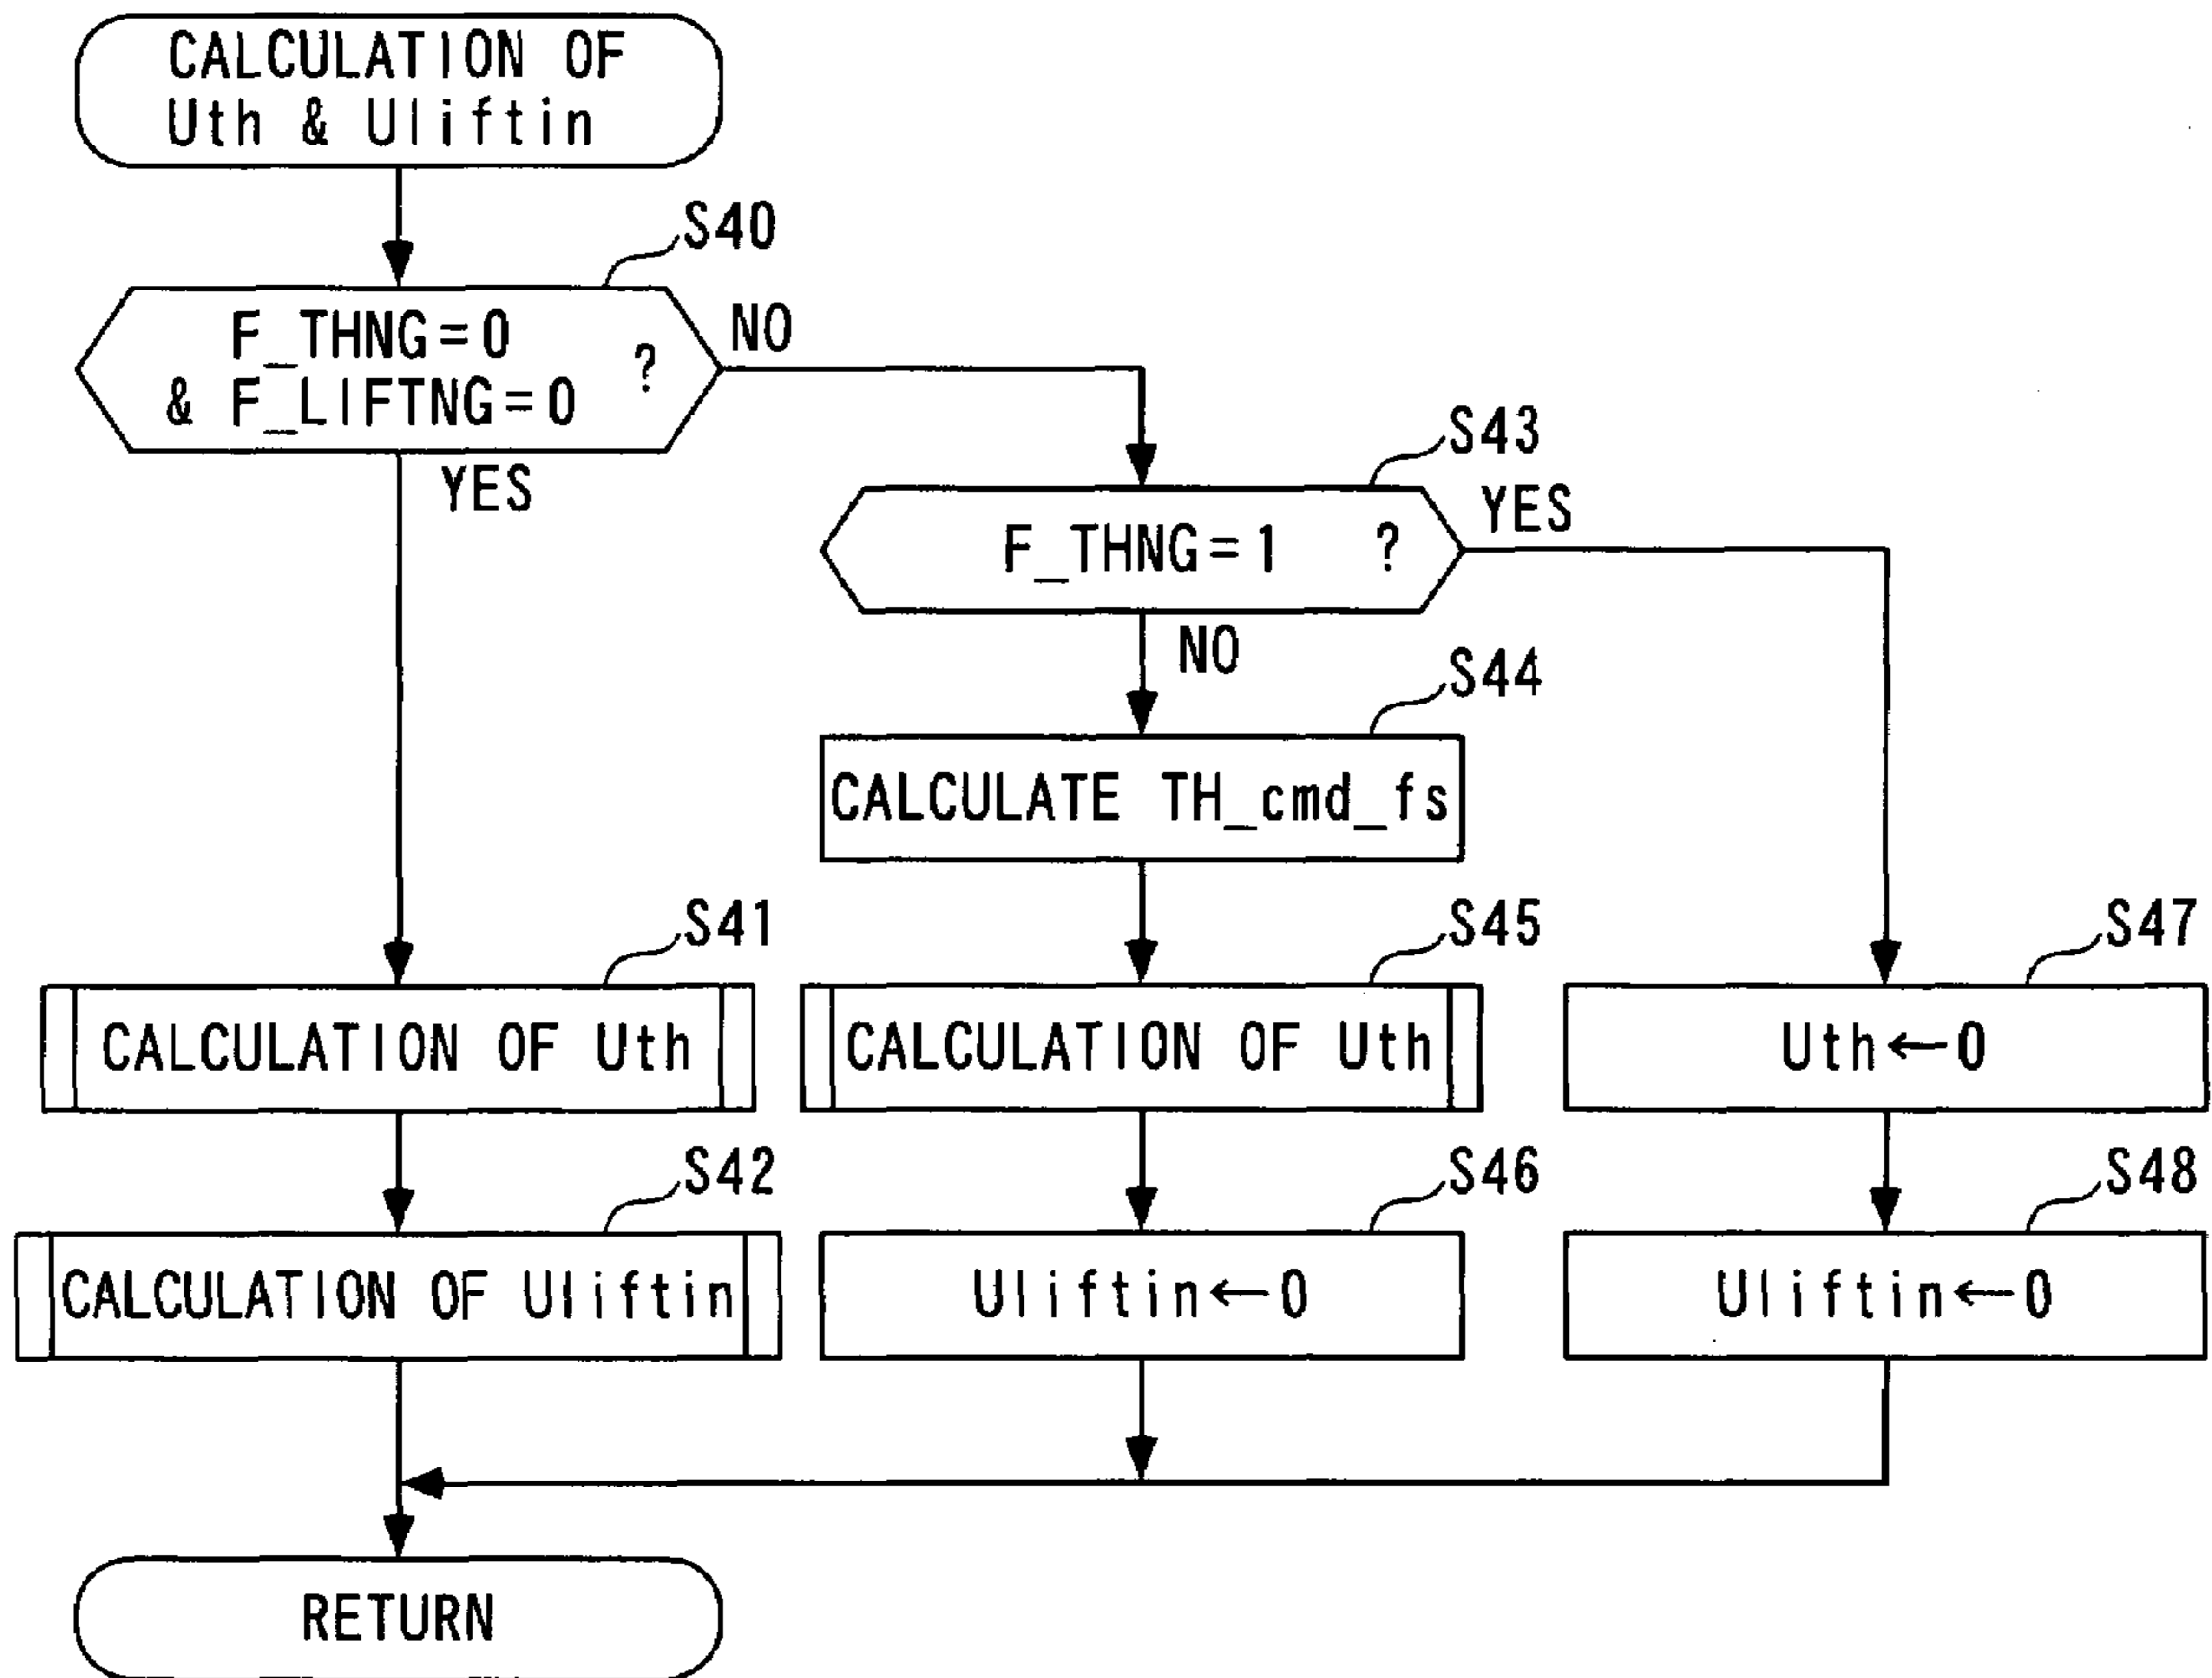 CALCULATION OF
Uth & Uliftin
S40
F_THNG=0
& F_LIFTNG=0 ?
NO
YES
S43
F_THNG=1 ?
YES
NO
S44
CALCULATE TH_cmd_fs
S41
CALCULATION OF Uth
S45
CALCULATION OF Uth
S47
Uth←0
S42
CALCULATION OF Uliftin
S46
Uliftin←0
S48
Uliftin←0
RETURN